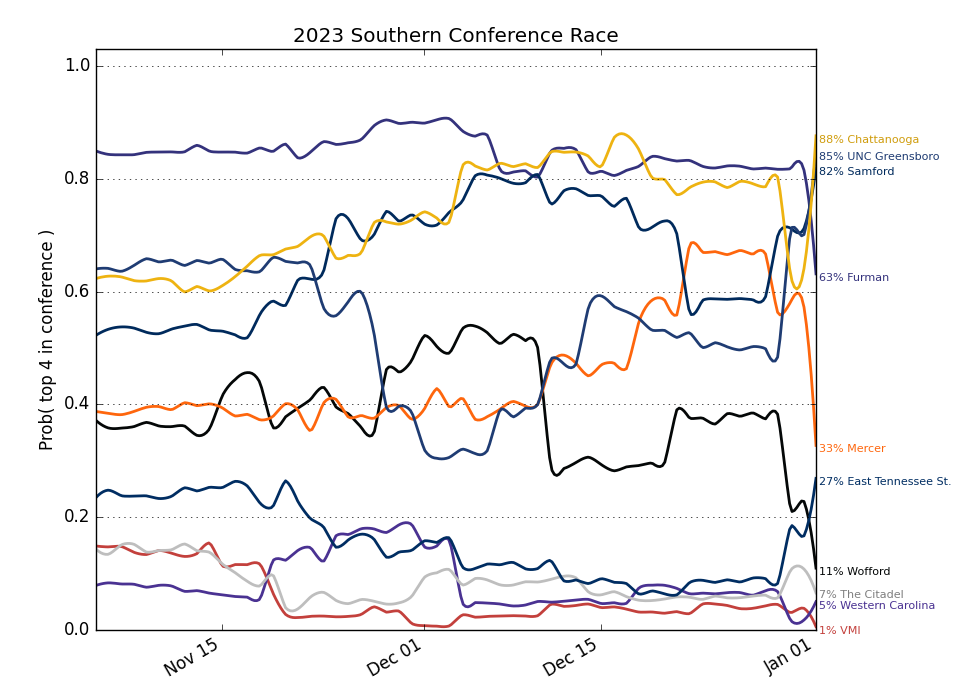 2023 Southern Conference Race
Prob( top 4 in conference )
1.0
0.8
0.6
0.4
0.2
0.0
Nov 15
Dec 01
Dec 15
Jan 01
88% Chattanooga
85% UNC Greensboro
82% Samford
63% Furman
33% Mercer
27% East Tennessee St.
11% Wofford
7% The Citadel
5% Western Carolina
1% VMI